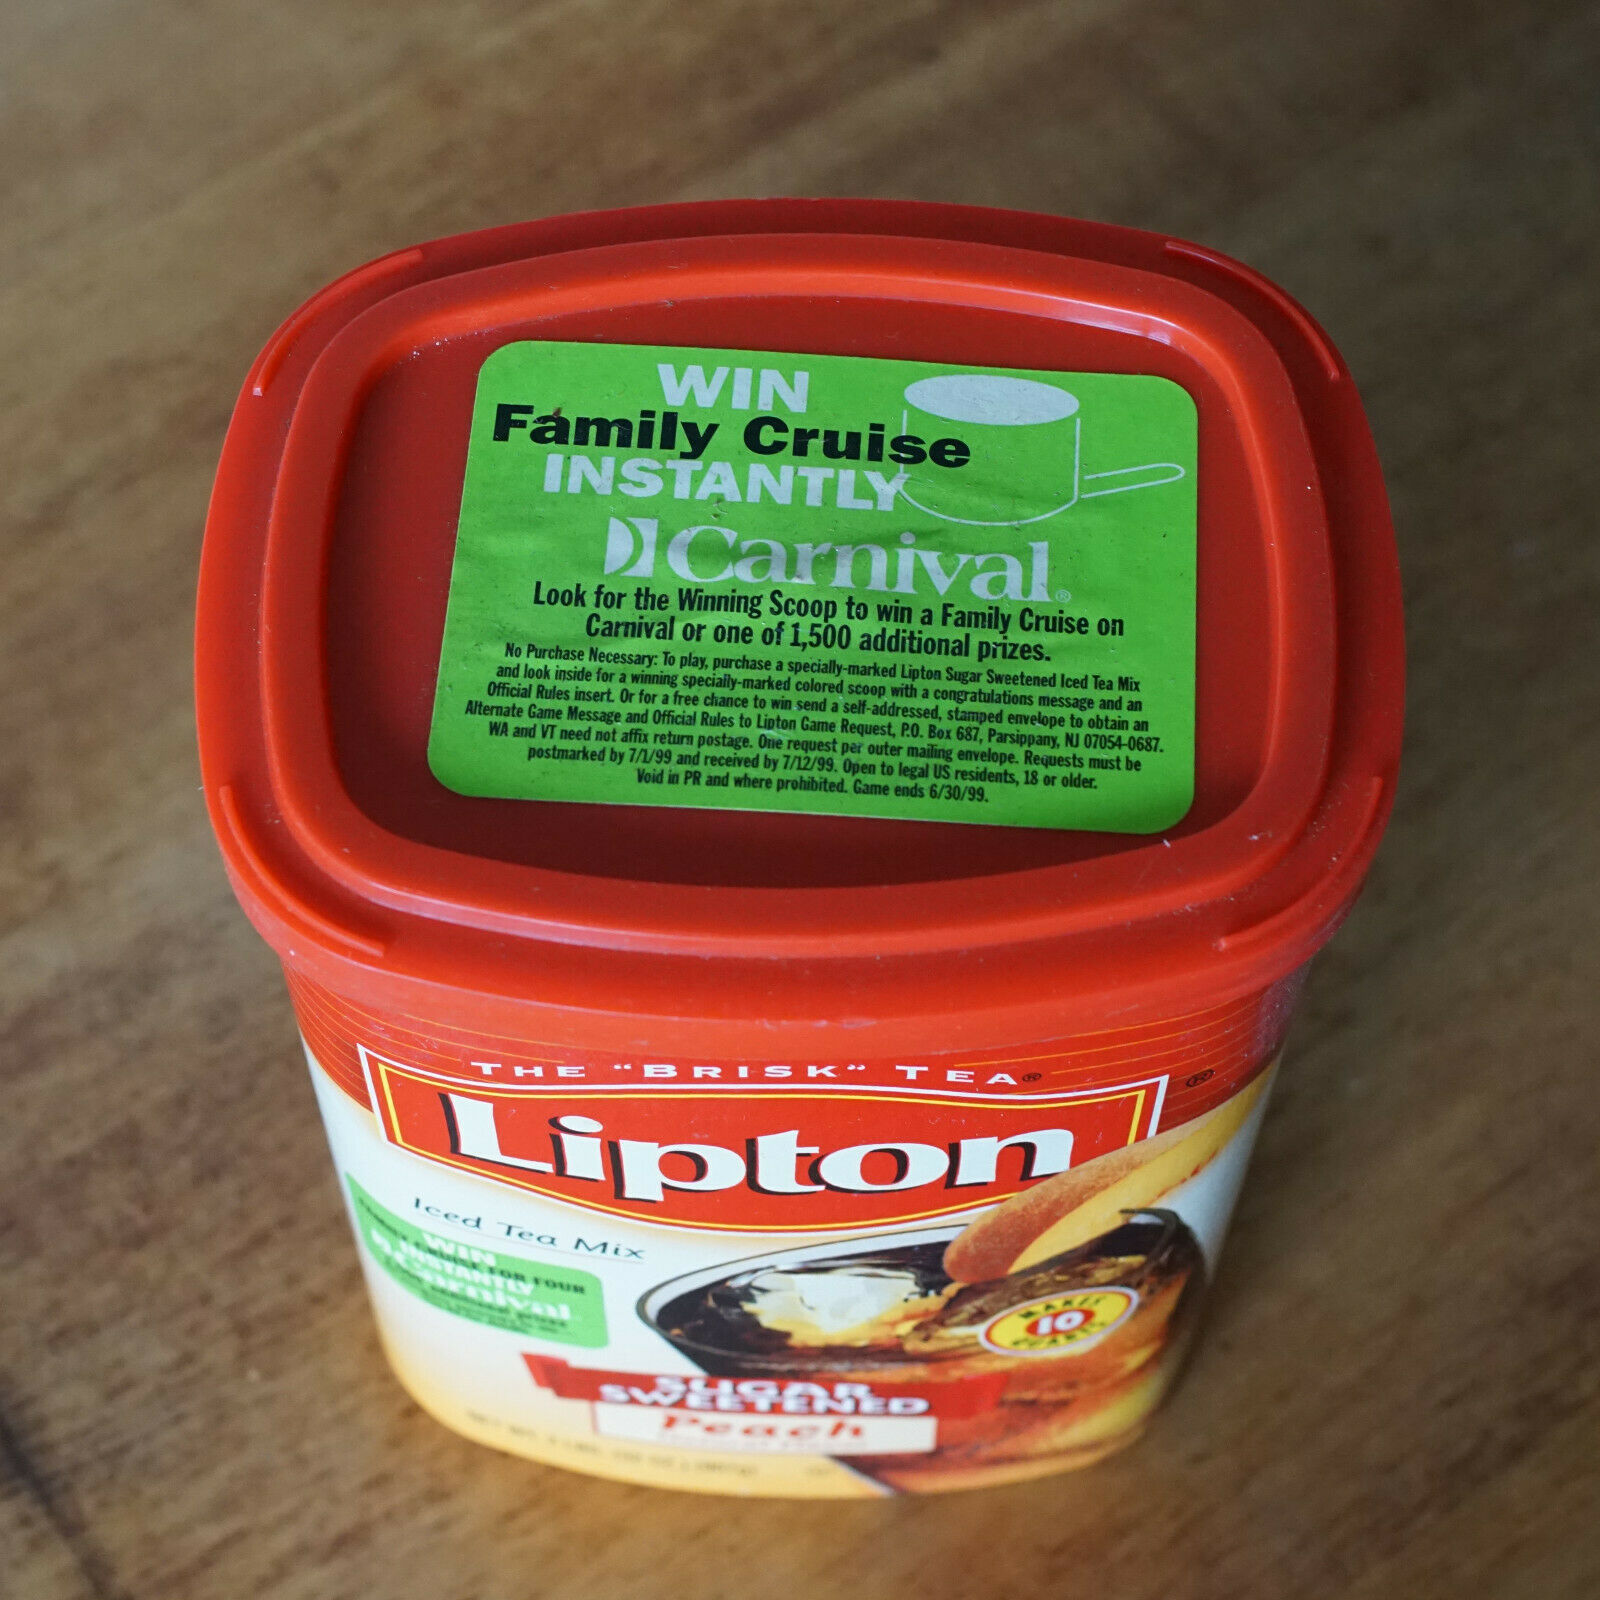 WIN
Family Cruise
INSTANTLY
Carnival®
Look for the Winning Scoop to win a Family Cruise on
Carnival or one of 1,500 additional prizes.
No Purchase Necessary: To play, purchase a specially-marked Lipton Sugar Sweetened Iced Tea Mix
and look inside for a winning specially-marked colored scoop with a congratulations message and an
Official Rules insert. Or for a free chance to win send a self-addressed, stamped envelope to obtain an
Alternate Game Message and Official Rules to Lipton Game Request, P.O. Box 687, Parsippany, NJ 07054-0687.
WA and VT need not affix return postage. One request per outer mailing envelope. Requests must be
postmarked by 7/1/99 and received by 7/12/99. Open to legal US residents, 18 or older.
Void in PR and where prohibited. Game ends 6/30/99.
THE "BRISK" TEA®
Lipton®
Iced Tea Mix
WIN
FAMILY CRUISE FOR FOUR
INSTANTLY
Carnival
MAKES
10
QUARTS
SUGAR
SWEETENED
Peach